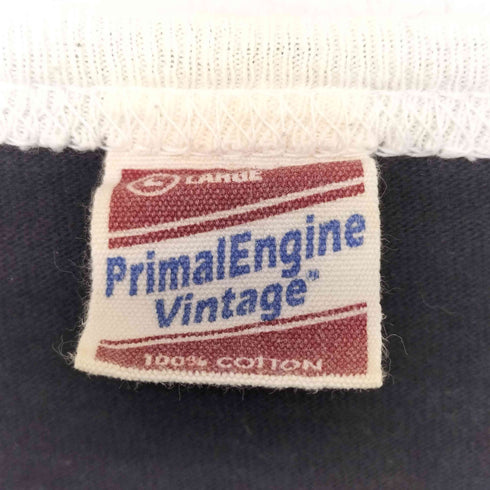 LARGE
PrimalEngine
Vintage
100% COTTON